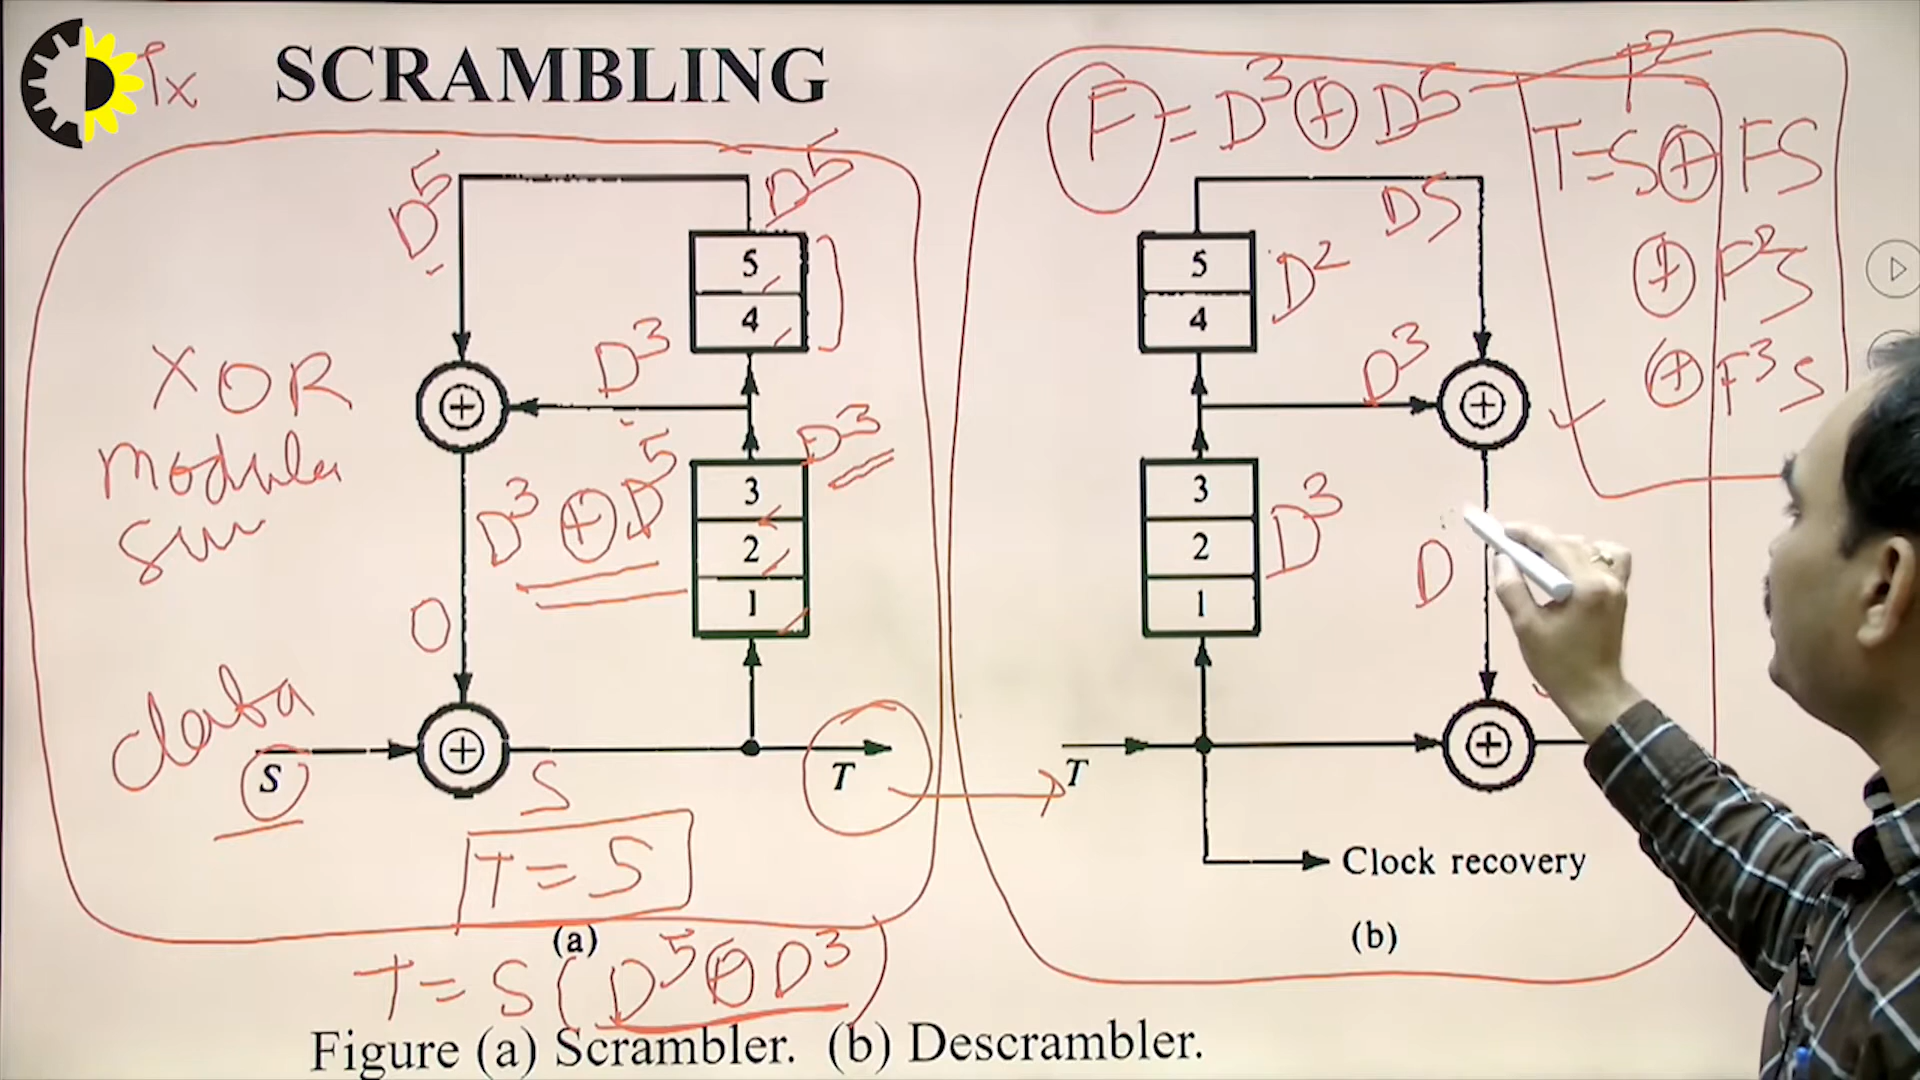 Tx
SCRAMBLING
F = D³ ⊕ D⁵
F²
T=S⊕FS
⊕ F²S
⊕ F³S
D⁵
D⁵
5
4
D³
XOR
modula
sum
D³
D³ ⊕ D⁵
3
2
1
0
data
S
S
T
T = S
(a)
T = S(D⁵ ⊕ D³)
D5
5
4
D²
D³
3
2
1
D³
D
T
Clock recovery
(b)
Figure (a) Scrambler. (b) Descrambler.